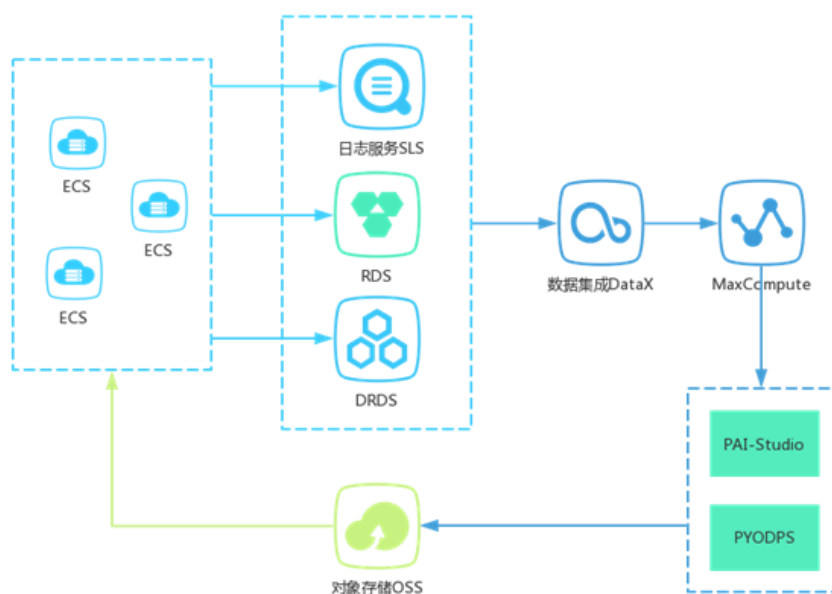 日志服务SLS
ECS
ECS
RDS
数据集成DataX
MaxCompute
ECS
DRDS
PAI-Studio
PYODPS
对象存储OSS